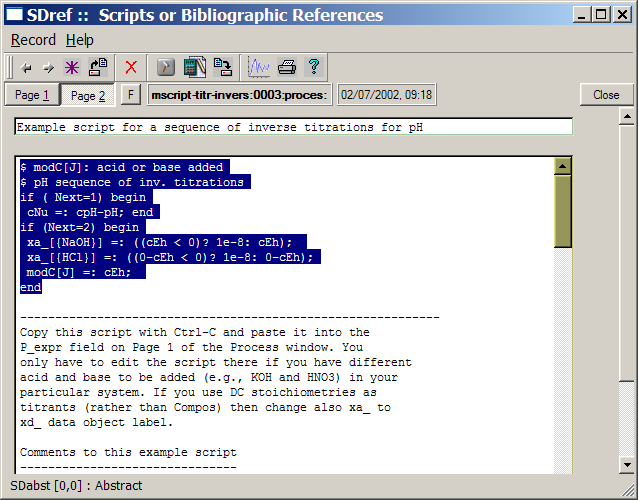 SDref :: Scripts or Bibliographic References
Record Help
Page 1 Page 2 F mscript-titr-invers:0003:proces: 02/07/2002, 09:18 Close
Example script for a sequence of inverse titrations for pH
$ modC[J]: acid or base added
$ pH sequence of inv. titrations
if ( Next=1) begin
cNu =: cpH-pH; end
if (Next=2) begin
xa_[{NaOH}] =: ((cEh < 0)? 1e-8: cEh);
xa_[{HCl}] =: ((0-cEh < 0)? 1e-8: 0-cEh);
modC[J] =: cEh;
end
----------------------------------------------------------
Copy this script with Ctrl-C and paste it into the
P_expr field on Page 1 of the Process window. You
only have to edit the script there if you have different
acid and base to be added (e.g., KOH and HNO3) in your
particular system. If you use DC stoichiometries as
titrants (rather than Compos) then change also xa_ to
xd_ data object label.
Comments to this example script
------------------------------
SDabst [0,0] : Abstract